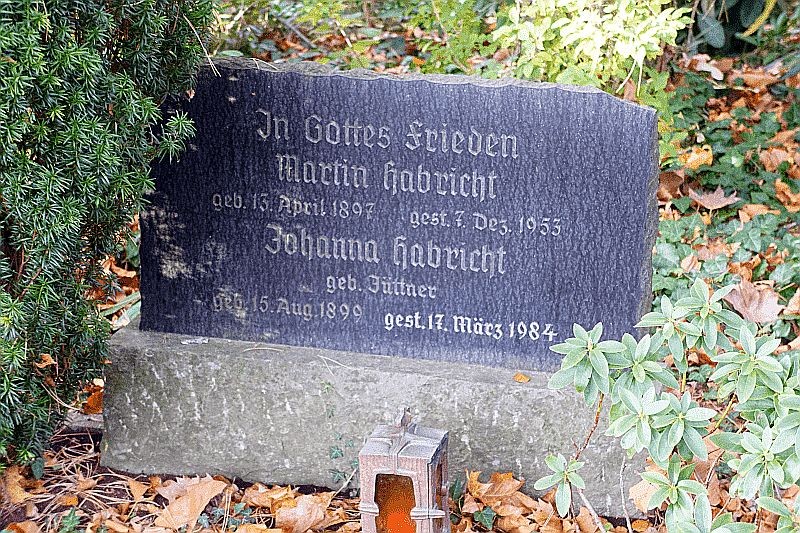 In Gottes Frieden
Martin Habricht
geb. 13. April 1897 gest. 7. Dez. 1953
Johanna Habricht
geb. Jüttner
geb. 15. Aug. 1899 gest. 17. März 1984